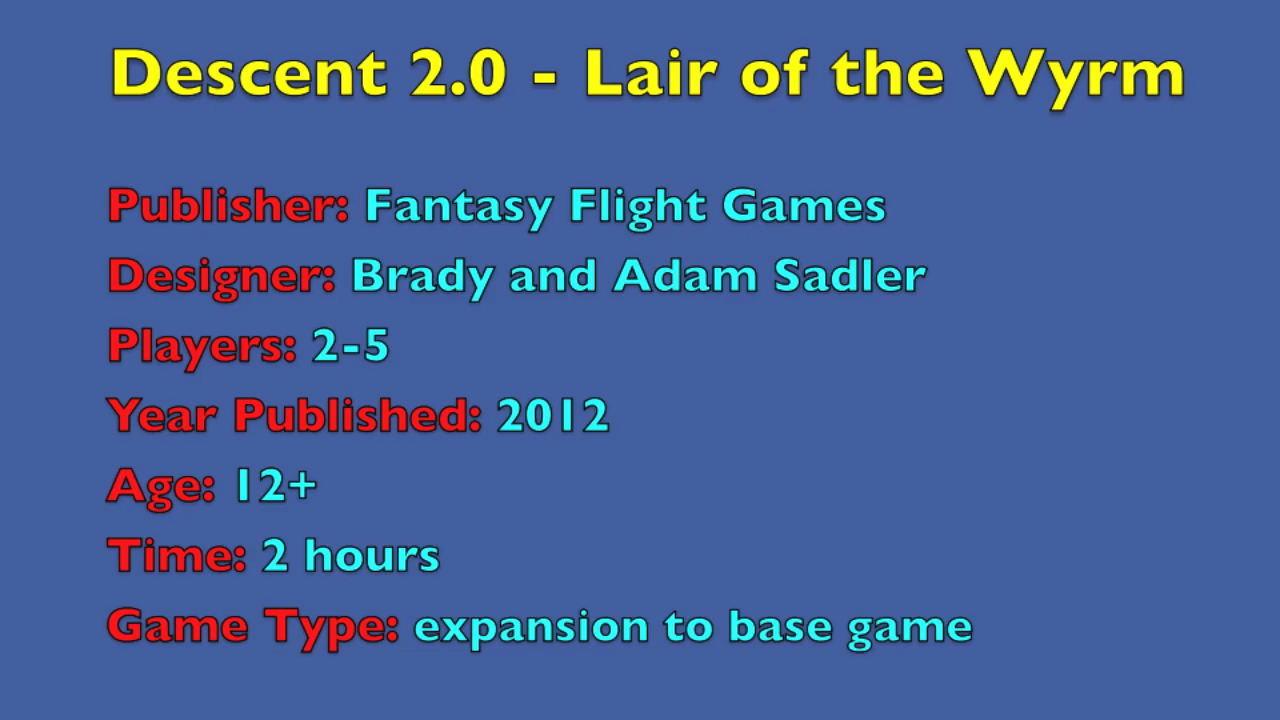 Descent 2.0 - Lair of the Wyrm
Publisher: Fantasy Flight Games
Designer: Brady and Adam Sadler
Players: 2-5
Year Published: 2012
Age: 12+
Time: 2 hours
Game Type: expansion to base game